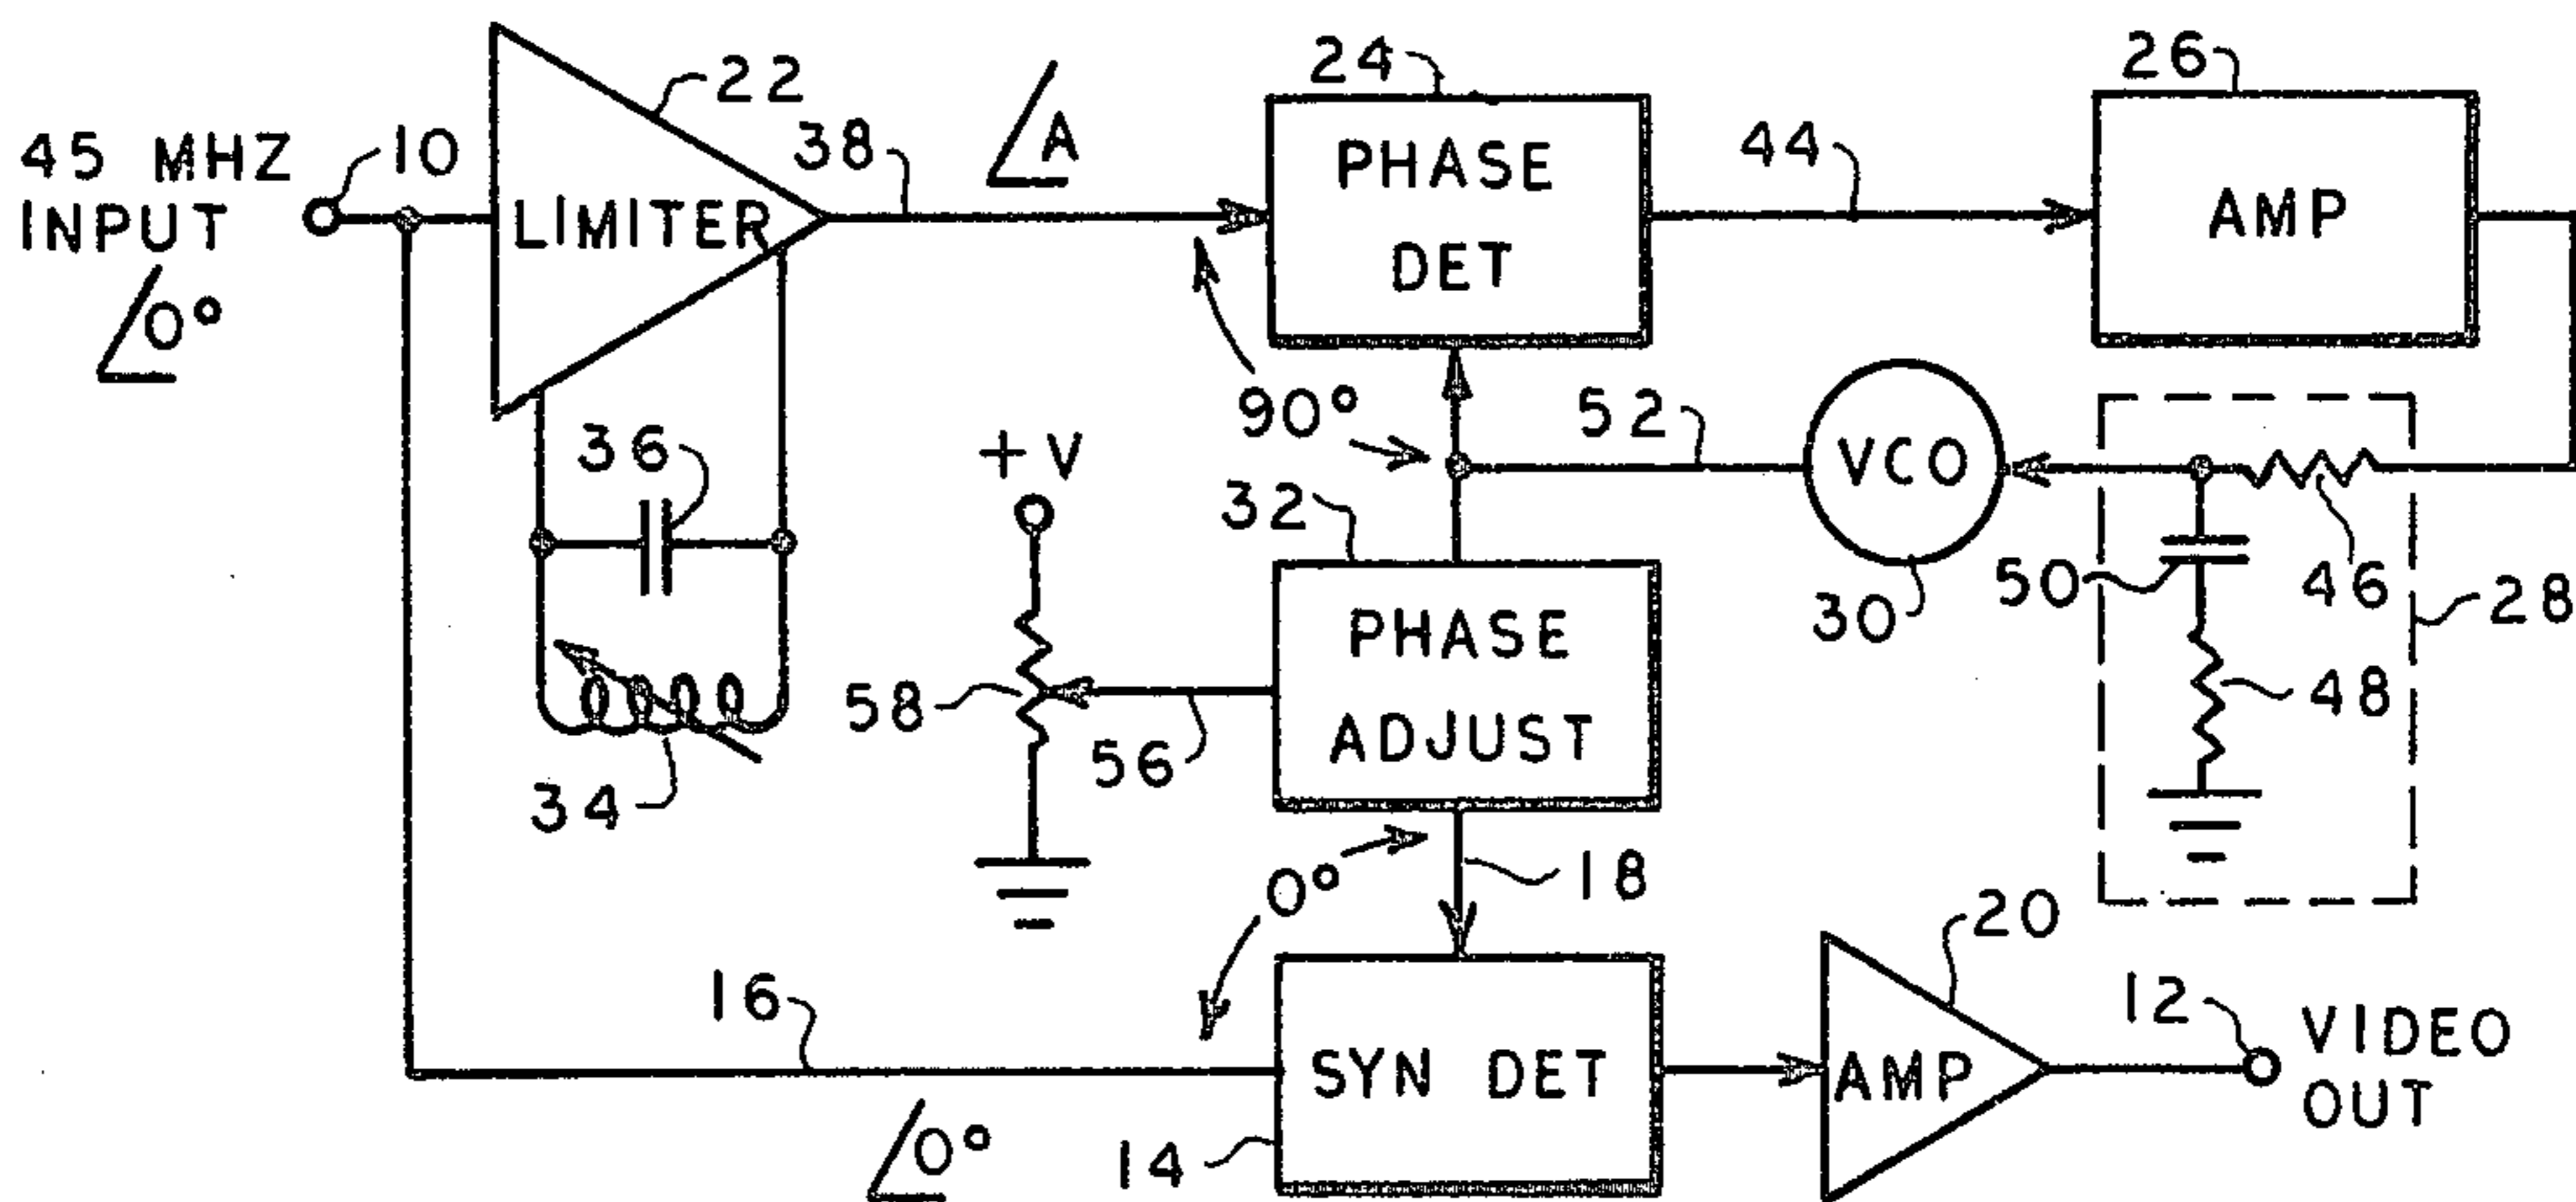 45 MHZ
INPUT
∠0°
10
LIMITER
22
38
∠A
24
PHASE
DET
44
26
AMP
90°
52
VCO
30
36
34
+V
58
56
32
PHASE
ADJUST
50
46
48
28
0°
18
16
∠0°
SYN DET
14
AMP
20
12
VIDEO
OUT